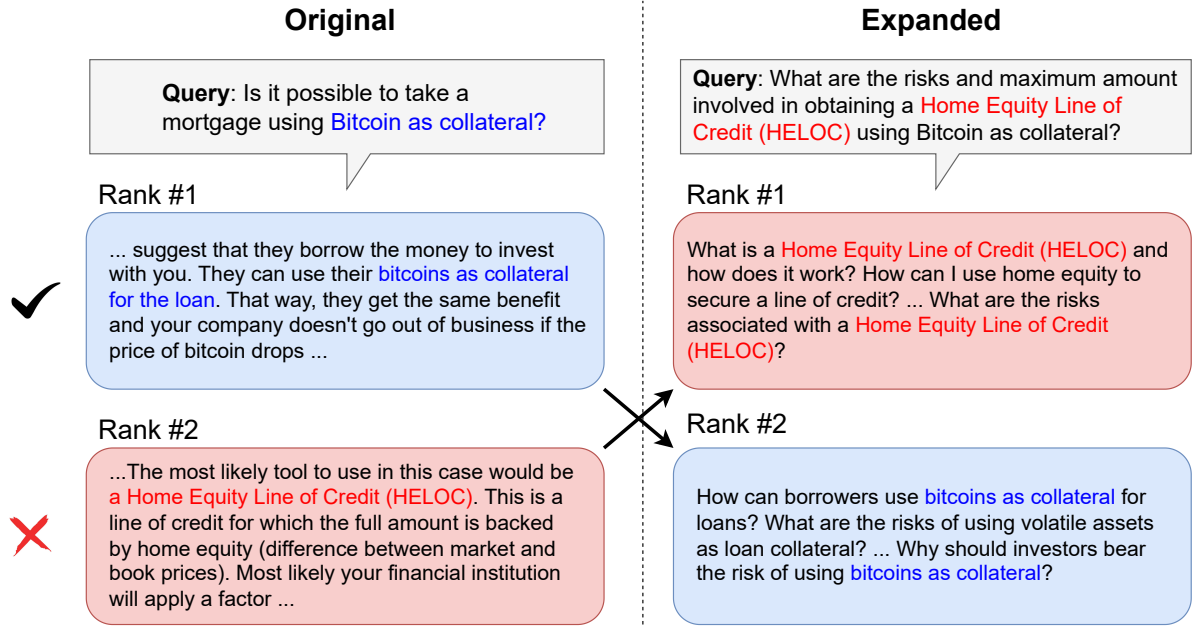 Original
Query: Is it possible to take a
mortgage using Bitcoin as collateral?
Rank #1
... suggest that they borrow the money to invest
with you. They can use their bitcoins as collateral
for the loan. That way, they get the same benefit
and your company doesn't go out of business if the
price of bitcoin drops ...
Rank #2
...The most likely tool to use in this case would be
a Home Equity Line of Credit (HELOC). This is a
line of credit for which the full amount is backed
by home equity (difference between market and
book prices). Most likely your financial institution
will apply a factor ...
Expanded
Query: What are the risks and maximum amount
involved in obtaining a Home Equity Line of
Credit (HELOC) using Bitcoin as collateral?
Rank #1
What is a Home Equity Line of Credit (HELOC) and
how does it work? How can I use home equity to
secure a line of credit? ... What are the risks
associated with a Home Equity Line of Credit
(HELOC)?
Rank #2
How can borrowers use bitcoins as collateral for
loans? What are the risks of using volatile assets
as loan collateral? ... Why should investors bear
the risk of using bitcoins as collateral?